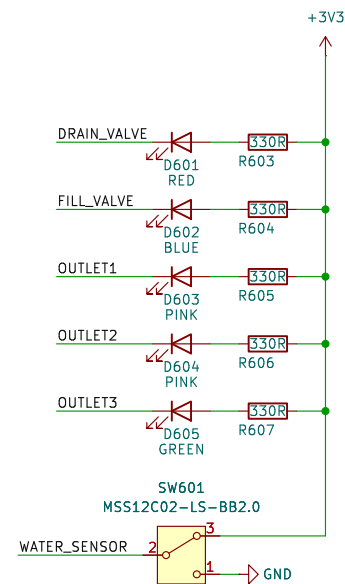 +3V3
DRAIN_VALVE
330R
R603
D601
RED
FILL_VALVE
330R
R604
D602
BLUE
OUTLET1
330R
R605
D603
PINK
OUTLET2
330R
R606
D604
PINK
OUTLET3
330R
R607
D605
GREEN
SW601
MSS12C02-LS-BB2.0
3
WATER_SENSOR
2
1
GND